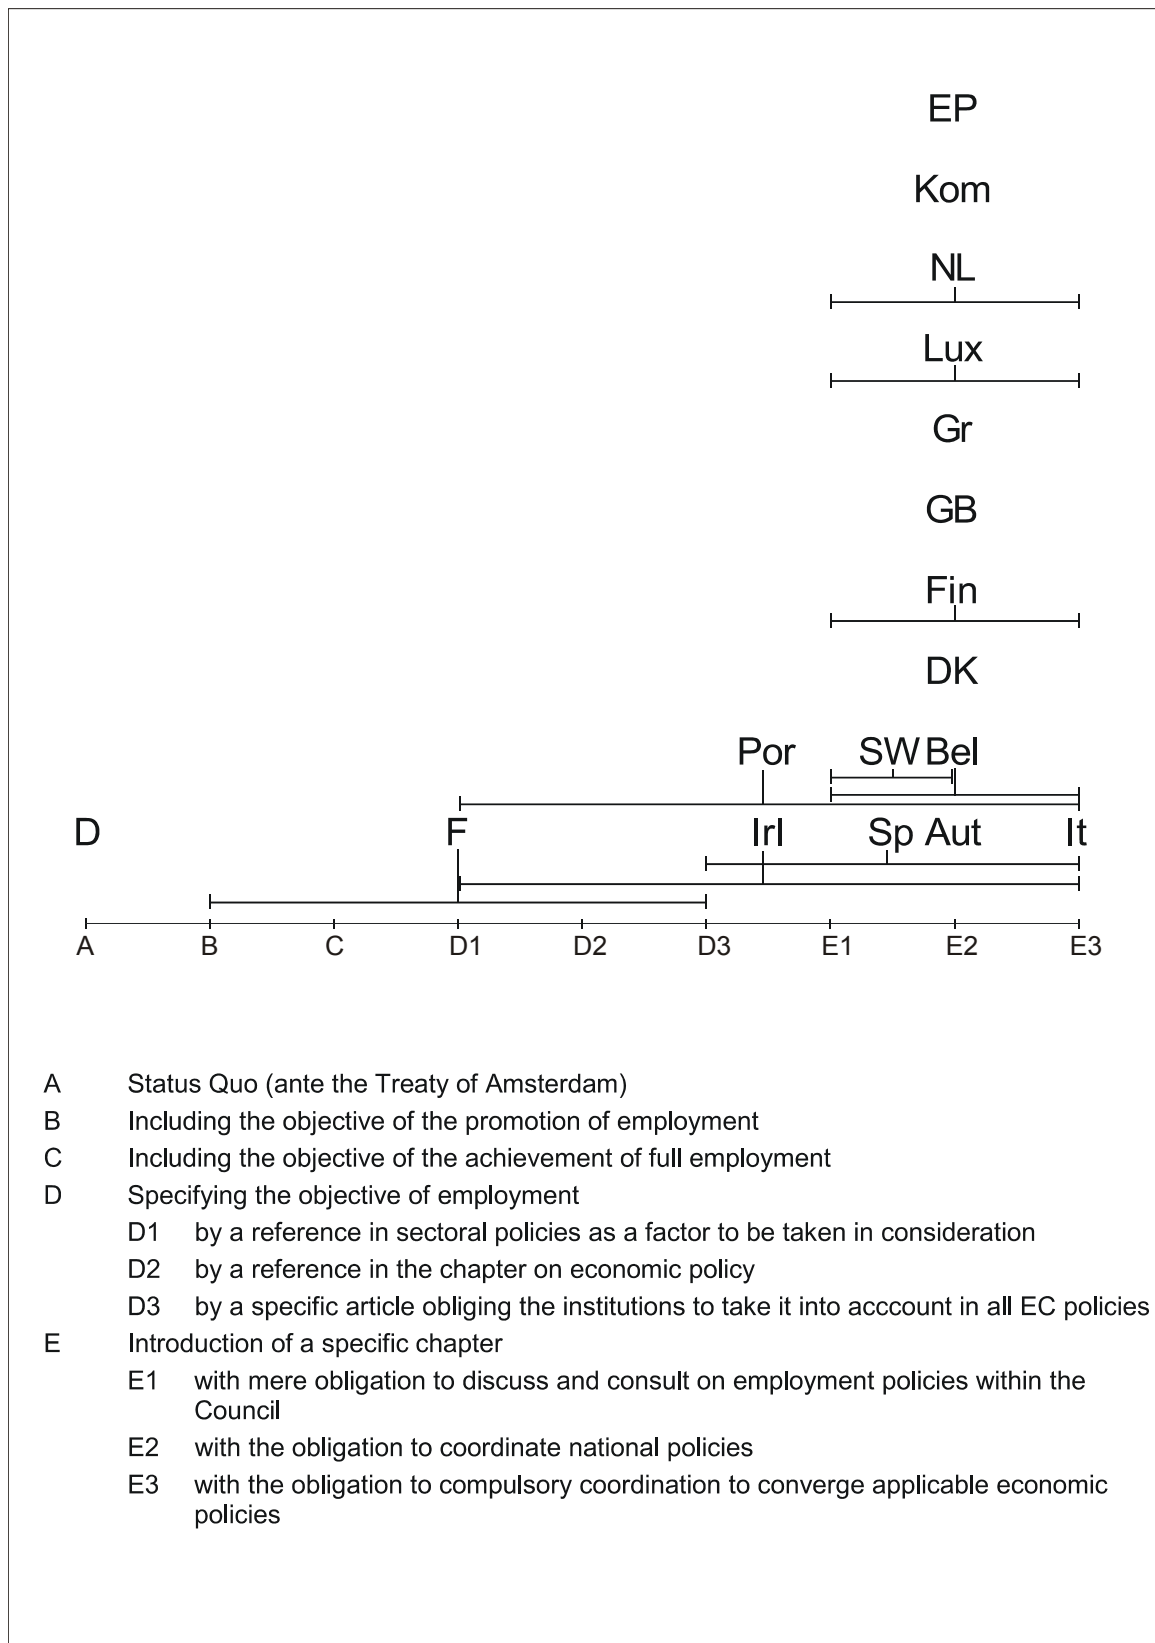 EP
Kom
NL
Lux
Gr
GB
Fin
DK
Por SW Bel
D F Irl Sp Aut It
A B C D1 D2 D3 E1 E2 E3
A Status Quo (ante the Treaty of Amsterdam)
B Including the objective of the promotion of employment
C Including the objective of the achievement of full employment
D Specifying the objective of employment
D1 by a reference in sectoral policies as a factor to be taken in consideration
D2 by a reference in the chapter on economic policy
D3 by a specific article obliging the institutions to take it into acccount in all EC policies
E Introduction of a specific chapter
E1 with mere obligation to discuss and consult on employment policies within the
Council
E2 with the obligation to coordinate national policies
E3 with the obligation to compulsory coordination to converge applicable economic
policies